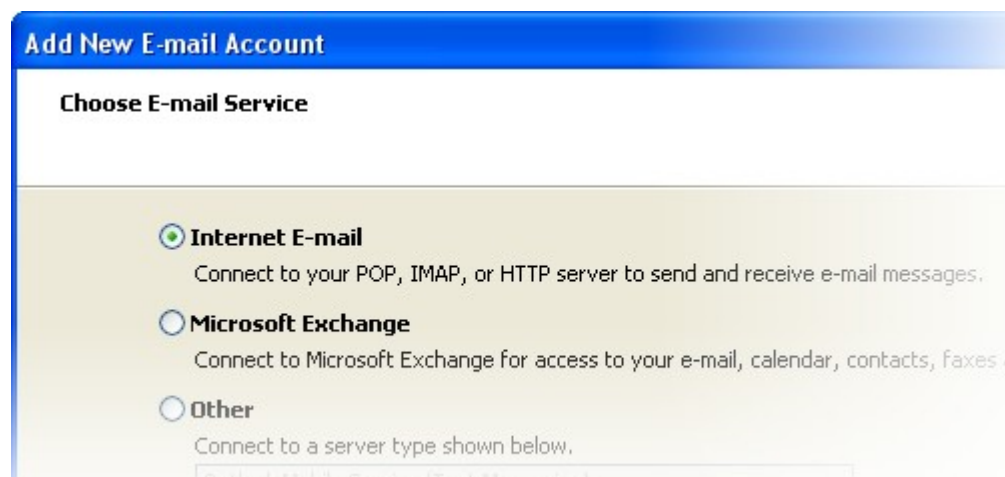 Add New E-mail Account
Choose E-mail Service
Internet E-mail
Connect to your POP, IMAP, or HTTP server to send and receive e-mail messages.
Microsoft Exchange
Connect to Microsoft Exchange for access to your e-mail, calendar, contacts, faxes
Other
Connect to a server type shown below.